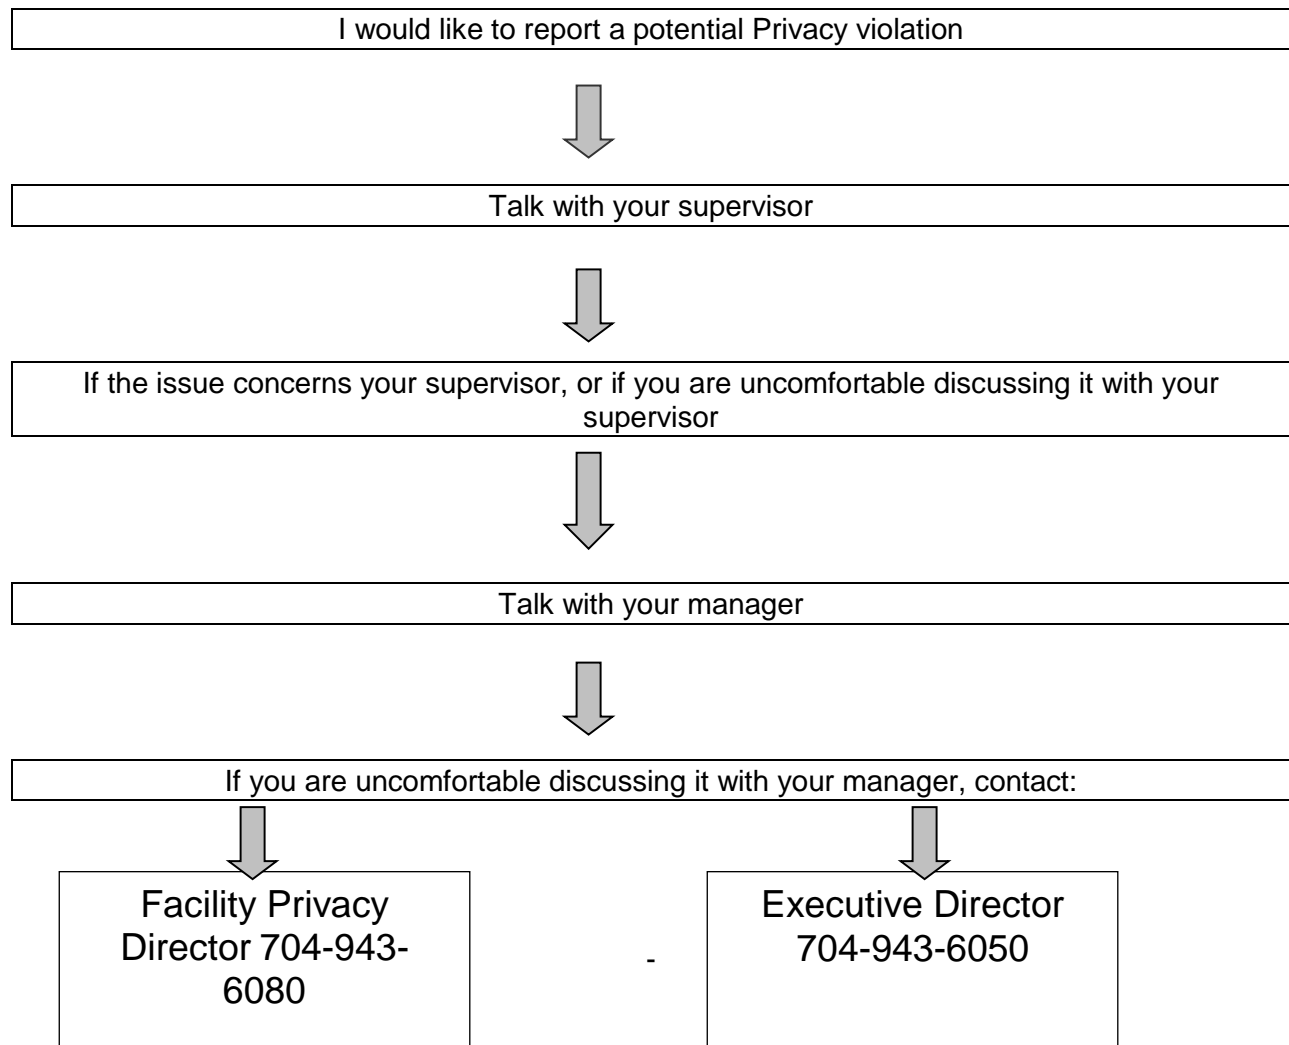 I would like to report a potential Privacy violation
Talk with your supervisor
If the issue concerns your supervisor, or if you are uncomfortable discussing it with your
supervisor
Talk with your manager
If you are uncomfortable discussing it with your manager, contact:
Facility Privacy
Director 704-943-
6080
-
Executive Director
704-943-6050